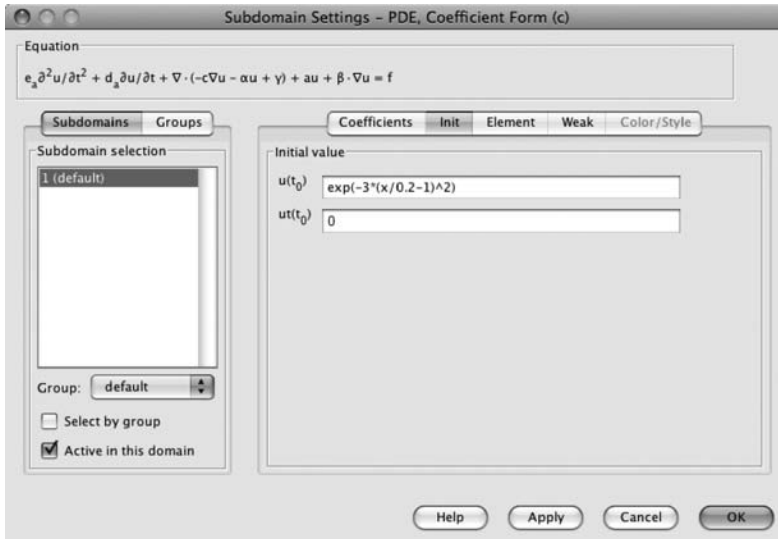 Subdomain Settings – PDE, Coefficient Form (c)
Equation
eₐ∂²u/∂t² + dₐ∂u/∂t + ∇·(-c∇u - αu + γ) + au + β·∇u = f
Subdomains Groups
Subdomain selection
1 (default)
Group: default
Select by group
Active in this domain
Coefficients Init Element Weak Color/Style
Initial value
u(t₀) exp(-3*(x/0.2-1)^2)
ut(t₀) 0
Help Apply Cancel OK